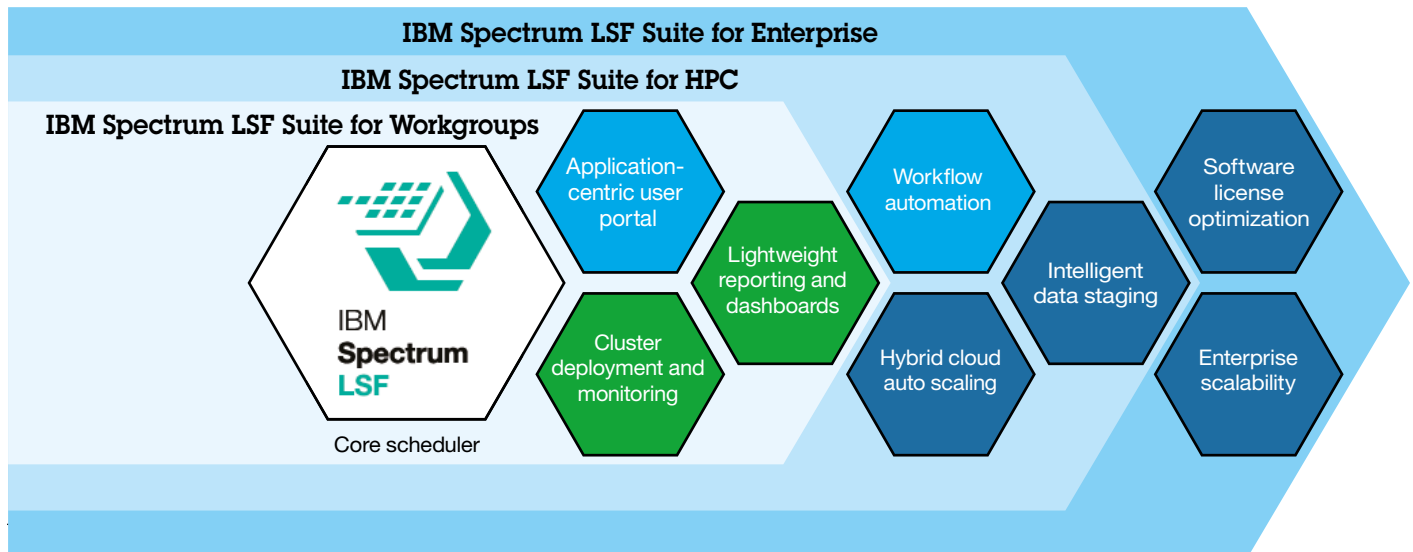 IBM Spectrum LSF Suite for Enterprise
IBM Spectrum LSF Suite for HPC
IBM Spectrum LSF Suite for Workgroups
IBM
Spectrum
LSF
Core scheduler
Application-
centric user
portal
Cluster
deployment and
monitoring
Lightweight
reporting and
dashboards
Workflow
automation
Hybrid cloud
auto scaling
Intelligent
data staging
Software
license
optimization
Enterprise
scalability